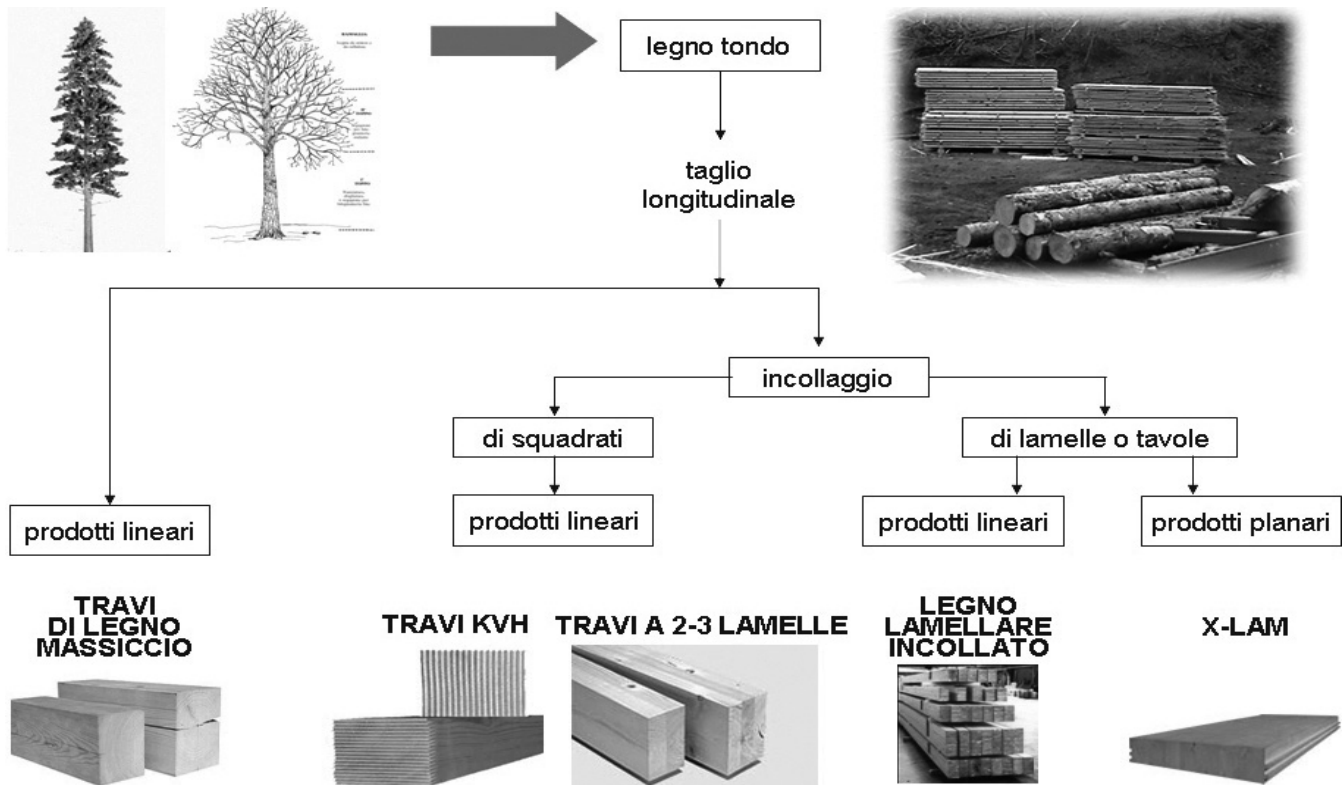 legno tondo
taglio
longitudinale
incollaggio
di squadrati
di lamelle o tavole
prodotti lineari
prodotti lineari
prodotti lineari
prodotti planari
TRAVI
DI LEGNO
MASSICCIO
TRAVI KVH
TRAVI A 2-3 LAMELLE
LEGNO
LAMELLARE
INCOLLATO
X-LAM